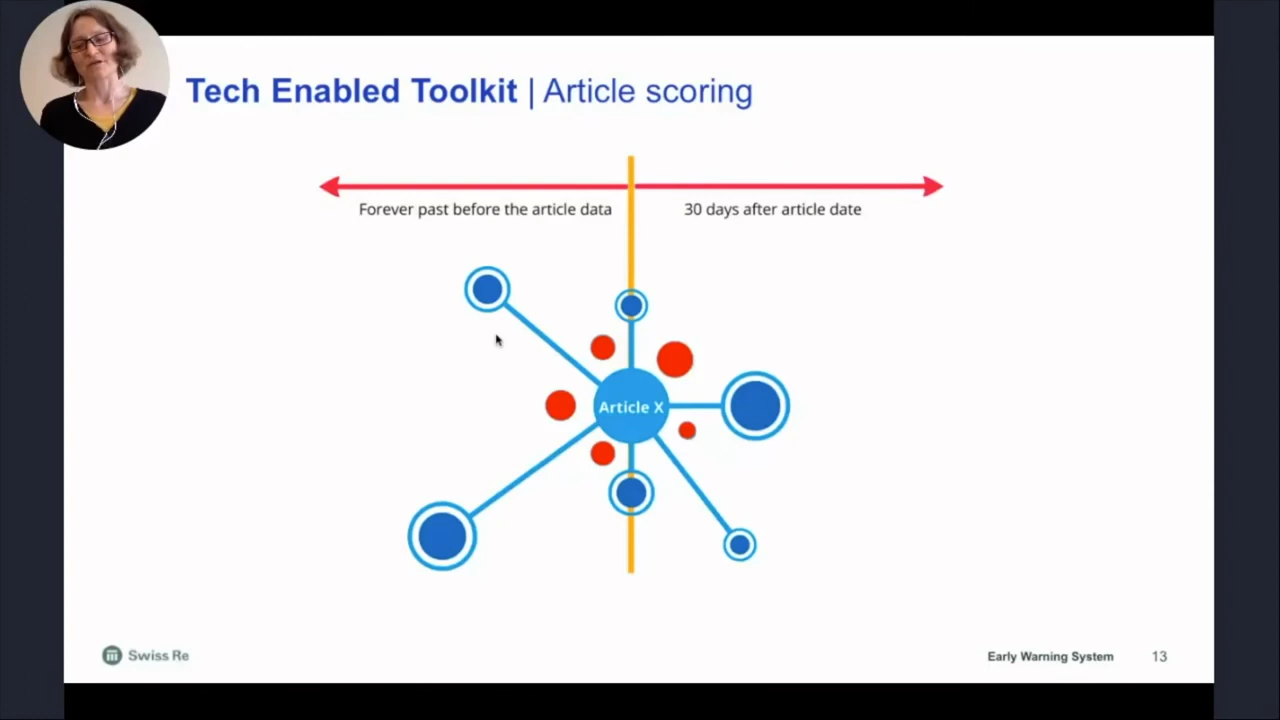 Tech Enabled Toolkit | Article scoring
Forever past before the article data
30 days after article date
Article X
Swiss Re
Early Warning System
13